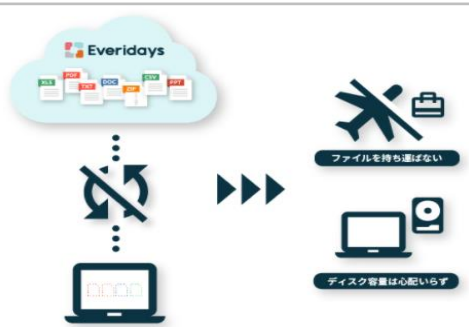 Everidays
XLS
PDF
TXT
DOC
ZIP
CSV
PPT
ファイルを持ち運ばない
ディスク容量は心配いらず